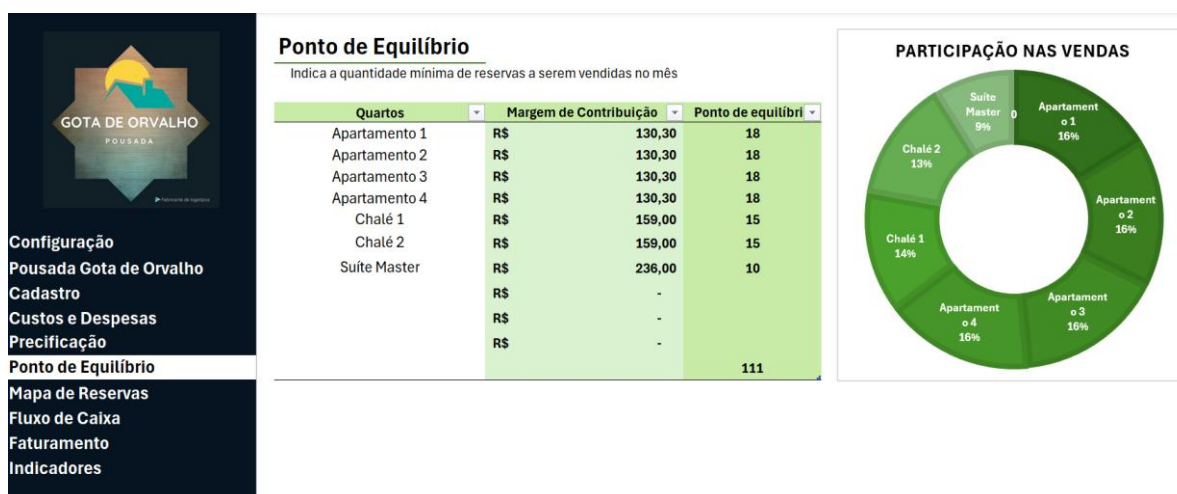 GOTA DE ORVALHO
POUSADA
Configuração
Pousada Gota de Orvalho
Cadastro
Custos e Despesas
Precificação
Ponto de Equilíbrio
Mapa de Reservas
Fluxo de Caixa
Faturamento
Indicadores
Ponto de Equilíbrio
Indica a quantidade mínima de reservas a serem vendidas no mês
Quartos Margem de Contribuição Ponto de equilíbri
Apartamento 1 R$ 130,30 18
Apartamento 2 R$ 130,30 18
Apartamento 3 R$ 130,30 18
Apartamento 4 R$ 130,30 18
Chalé 1 R$ 159,00 15
Chalé 2 R$ 159,00 15
Suíte Master R$ 236,00 10
R$ -
R$ -
R$ -
111
PARTICIPAÇÃO NAS VENDAS
Suíte
Master
9%
0
Apartament
o 1
16%
Apartament
o 2
16%
Apartament
o 3
16%
Apartament
o 4
16%
Chalé 1
14%
Chalé 2
13%